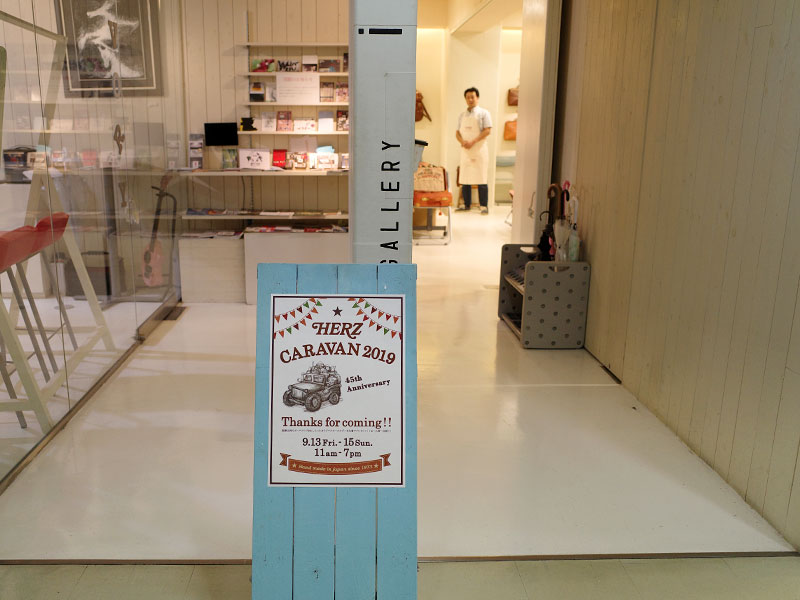 GALLERY
HERZ
CARAVAN 2019
45th
Anniversary
Thanks for coming!!
9.13 Fri. - 15 Sun.
11am - 7pm
Hand made in Japan since 1973